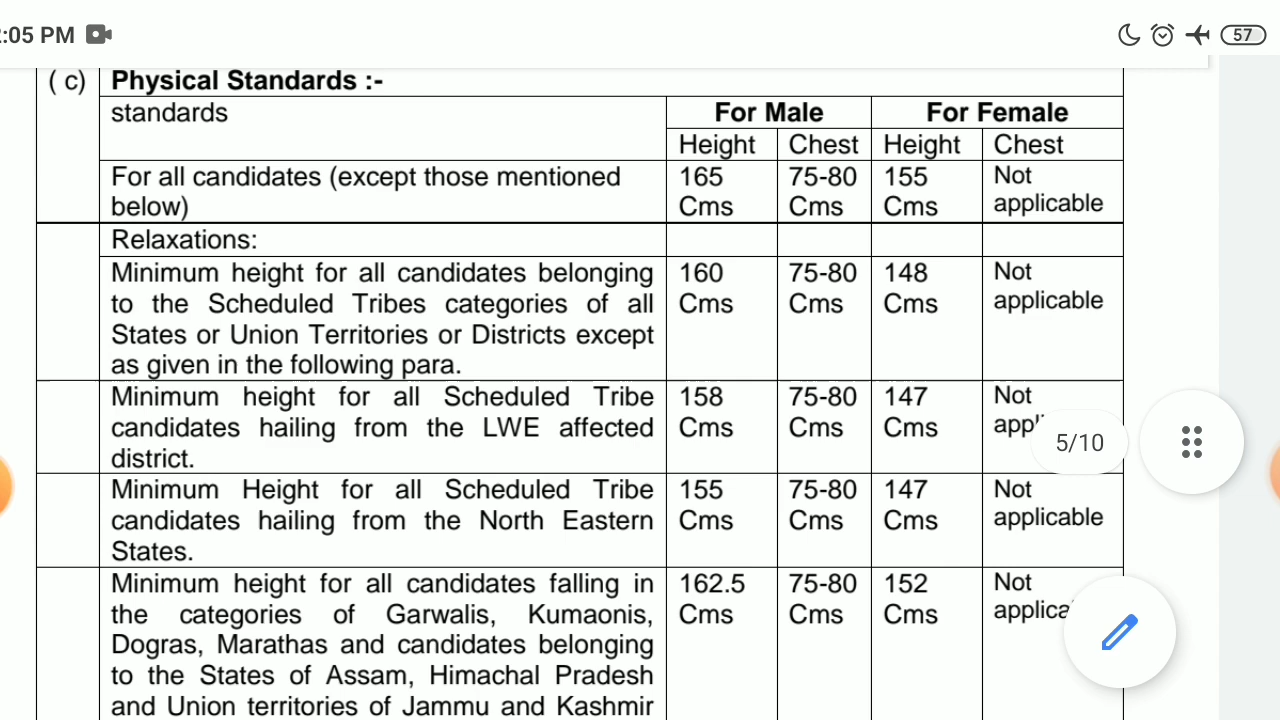 :05 PM
57
( c) Physical Standards :-
standards For Male For Female
Height Chest Height Chest
For all candidates (except those mentioned below) 165 Cms 75-80 Cms 155 Cms Not applicable
Relaxations:
Minimum height for all candidates belonging
to the Scheduled Tribes categories of all
States or Union Territories or Districts except
as given in the following para.
160 Cms 75-80 Cms 148 Cms Not applicable
Minimum height for all Scheduled Tribe
candidates hailing from the LWE affected
district.
158 Cms 75-80 Cms 147 Cms Not
5/10
Minimum Height for all Scheduled Tribe
candidates hailing from the North Eastern
States.
155 Cms 75-80 Cms 147 Cms Not applicable
Minimum height for all candidates falling in
the categories of Garwalis, Kumaonis,
Dogras, Marathas and candidates belonging
to the States of Assam, Himachal Pradesh
and Union territories of Jammu and Kashmir
162.5 Cms 75-80 Cms 152 Cms Not